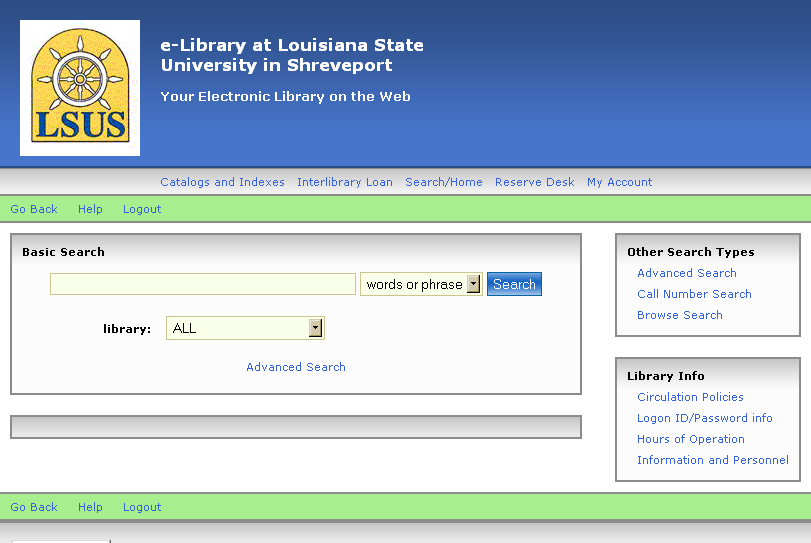 LSUS
e-Library at Louisiana State
University in Shreveport
Your Electronic Library on the Web
Catalogs and Indexes Interlibrary Loan Search/Home Reserve Desk My Account
Go Back Help Logout
Basic Search
words or phrase Search
library: ALL
Advanced Search
Other Search Types
Advanced Search
Call Number Search
Browse Search
Library Info
Circulation Policies
Logon ID/Password info
Hours of Operation
Information and Personnel
Go Back Help Logout